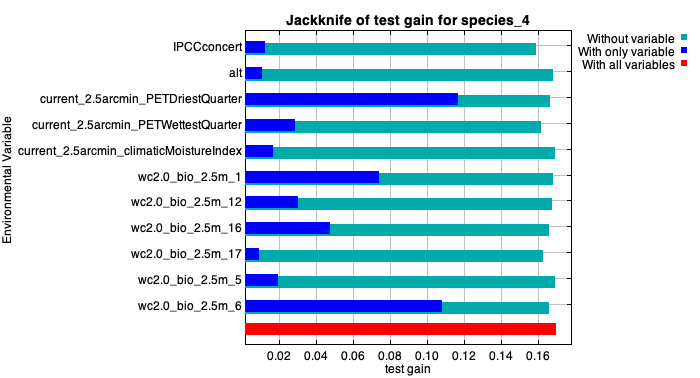 Jackknife of test gain for species_4
Without variable
With only variable
With all variables
Environmental Variable
IPCCconcert
alt
current_2.5arcmin_PETDriestQuarter
current_2.5arcmin_PETWettestQuarter
current_2.5arcmin_climaticMoistureIndex
wc2.0_bio_2.5m_1
wc2.0_bio_2.5m_12
wc2.0_bio_2.5m_16
wc2.0_bio_2.5m_17
wc2.0_bio_2.5m_5
wc2.0_bio_2.5m_6
0.02 0.04 0.06 0.08 0.10 0.12 0.14 0.16
test gain